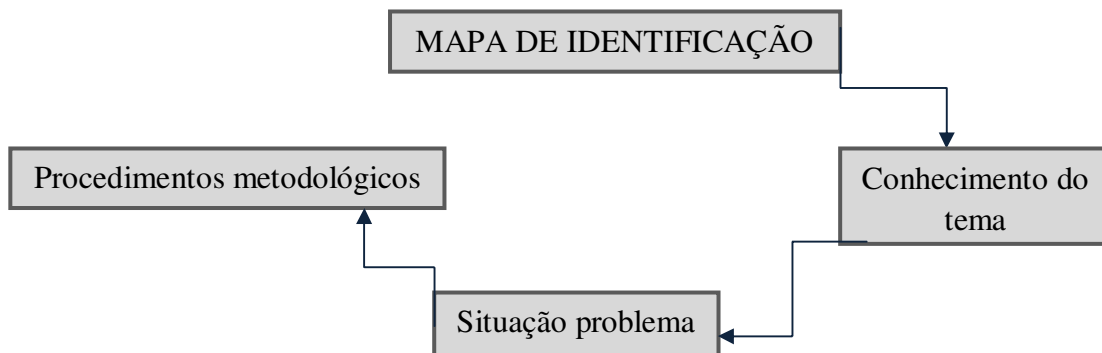 MAPA DE IDENTIFICAÇÃO
Procedimentos metodológicos
Conhecimento do
tema
Situação problema